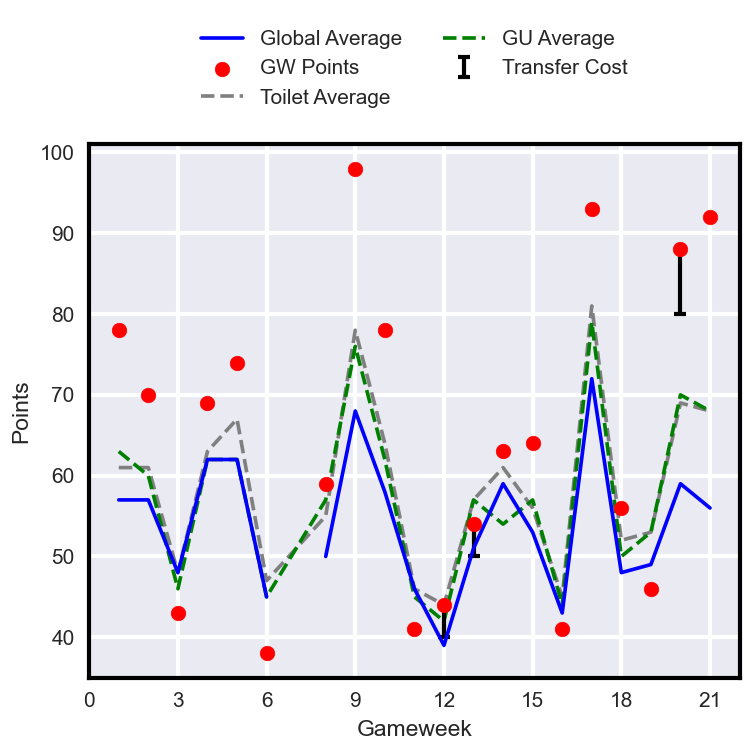 Global Average
GW Points
Toilet Average
GU Average
Transfer Cost
100
90
80
70
60
50
40
Points
0 3 6 9 12 15 18 21
Gameweek